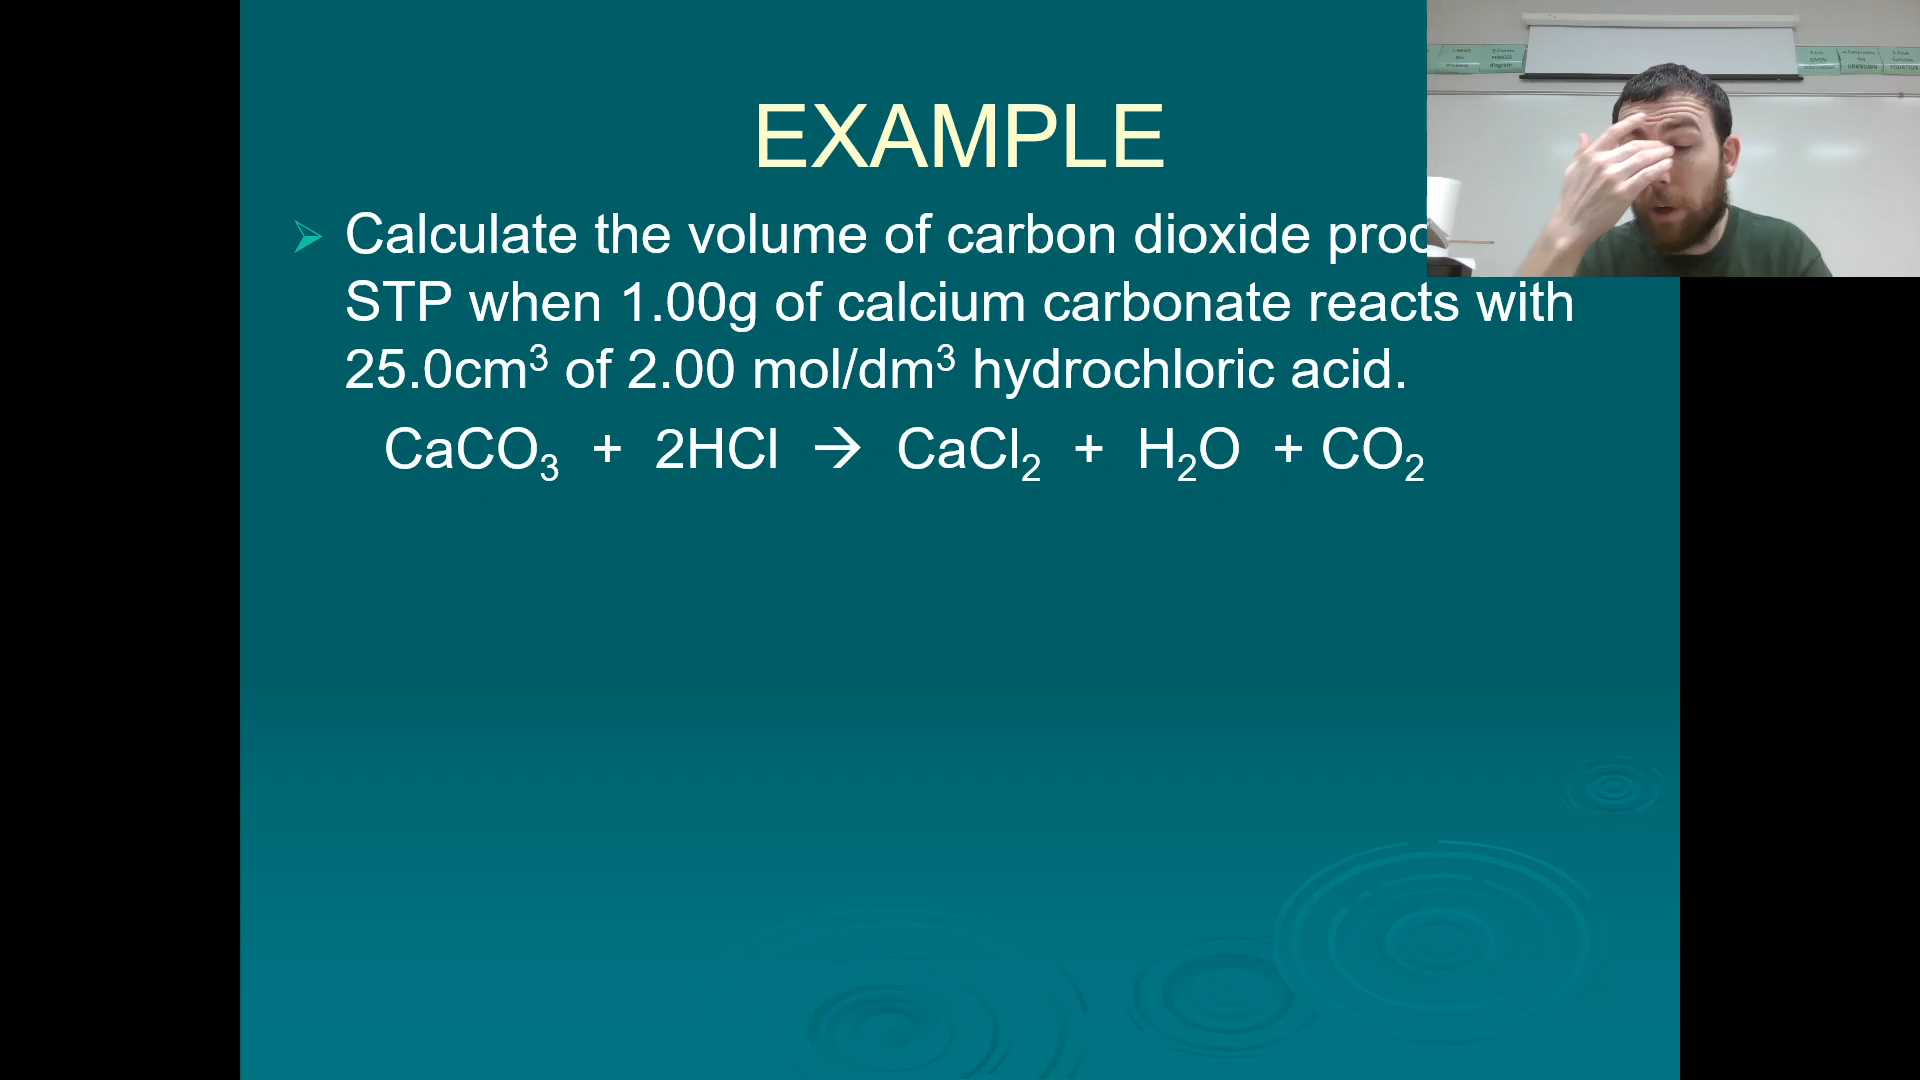 EXAMPLE
Calculate the volume of carbon dioxide
STP when 1.00g of calcium carbonate reacts with
25.0cm³ of 2.00 mol/dm³ hydrochloric acid.
CaCO₃ + 2HCl → CaCl₂ + H₂O + CO₂